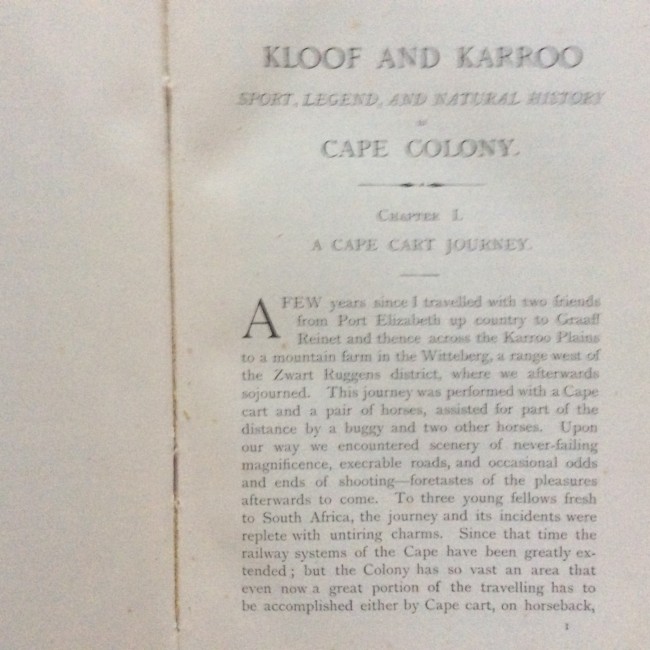 KLOOF AND KARROO
SPORT, LEGEND, AND NATURAL HISTORY
IN
CAPE COLONY.
CHAPTER I.
A CAPE CART JOURNEY.
A FEW years since I travelled with two friends
from Port Elizabeth up country to Graaff
Reinet and thence across the Karroo Plains
to a mountain farm in the Witteberg, a range west of
the Zwart Ruggens district, where we afterwards
sojourned. This journey was performed with a Cape
cart and a pair of horses, assisted for part of the
distance by a buggy and two other horses. Upon
our way we encountered scenery of never-failing
magnificence, execrable roads, and occasional odds
and ends of shooting—foretastes of the pleasures
afterwards to come. To three young fellows fresh
to South Africa, the journey and its incidents were
replete with untiring charms. Since that time the
railway systems of the Cape have been greatly ex-
tended; but the Colony has so vast an area that
even now a great portion of the travelling has to
be accomplished either by Cape cart, on horseback,
1